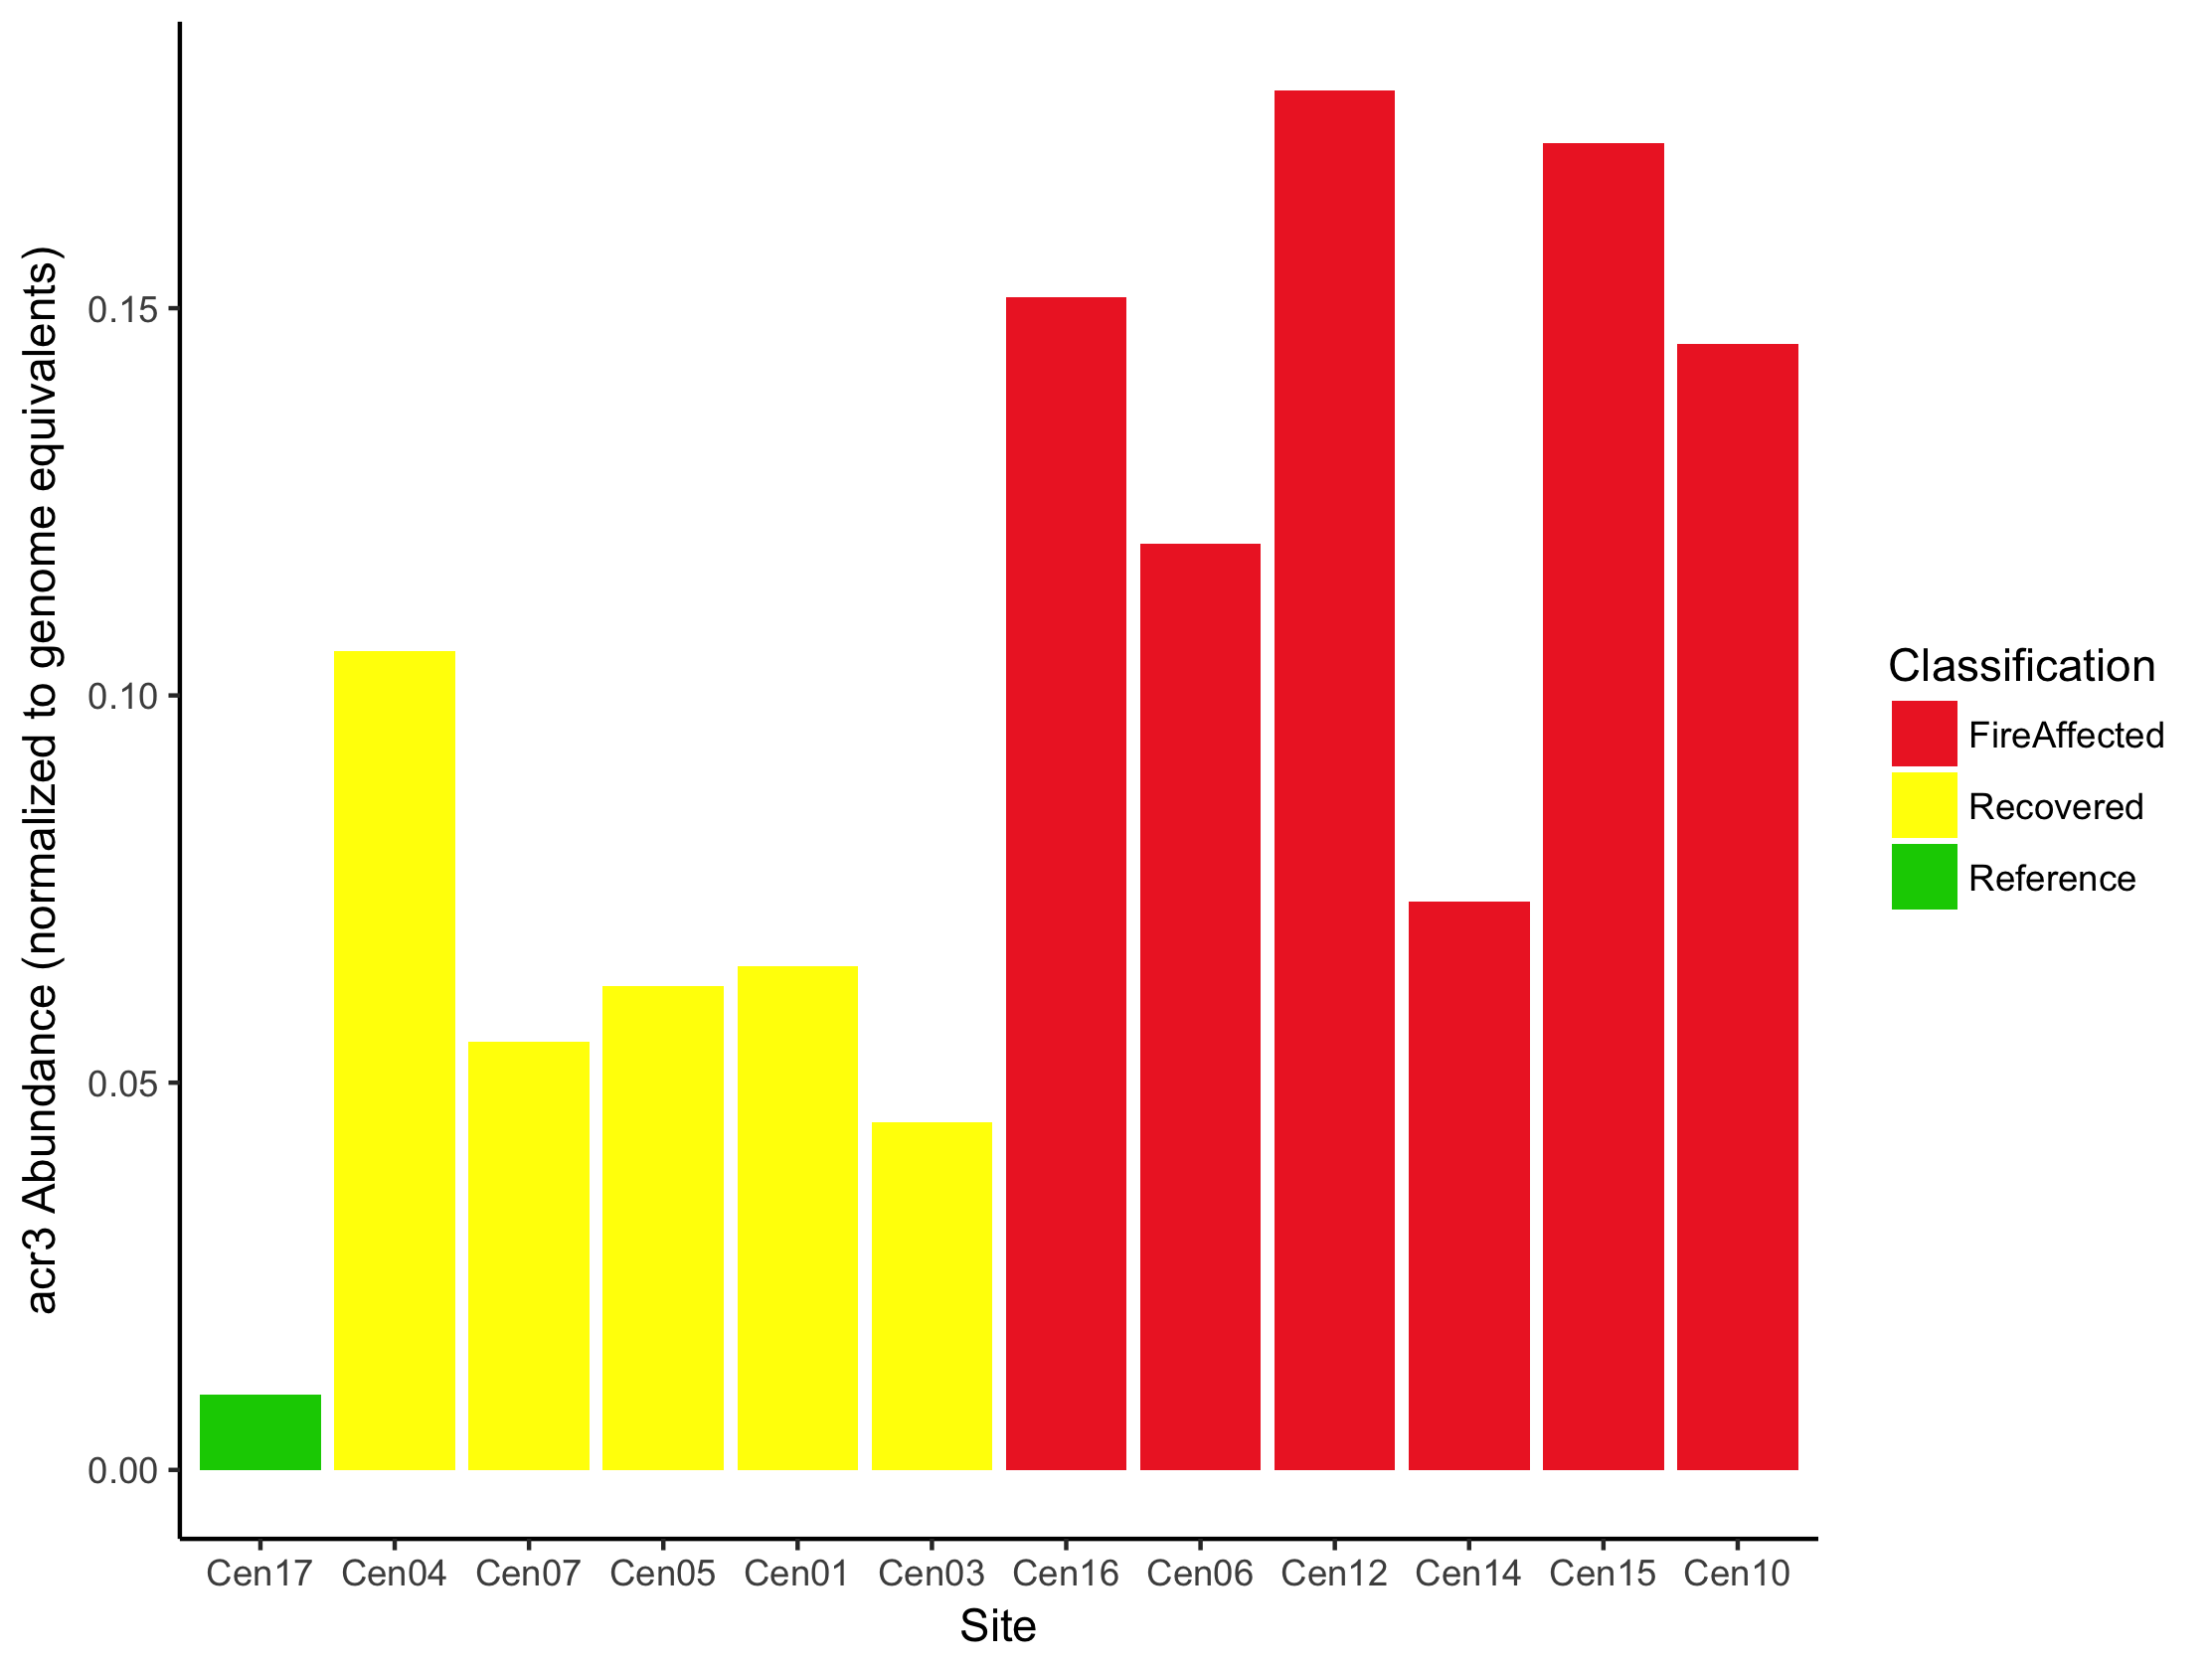 acr3 Abundance (normalized to genome equivalents)
0.15
0.10
0.05
0.00
Cen17 Cen04 Cen07 Cen05 Cen01 Cen03 Cen16 Cen06 Cen12 Cen14 Cen15 Cen10
Site
Classification
FireAffected
Recovered
Reference